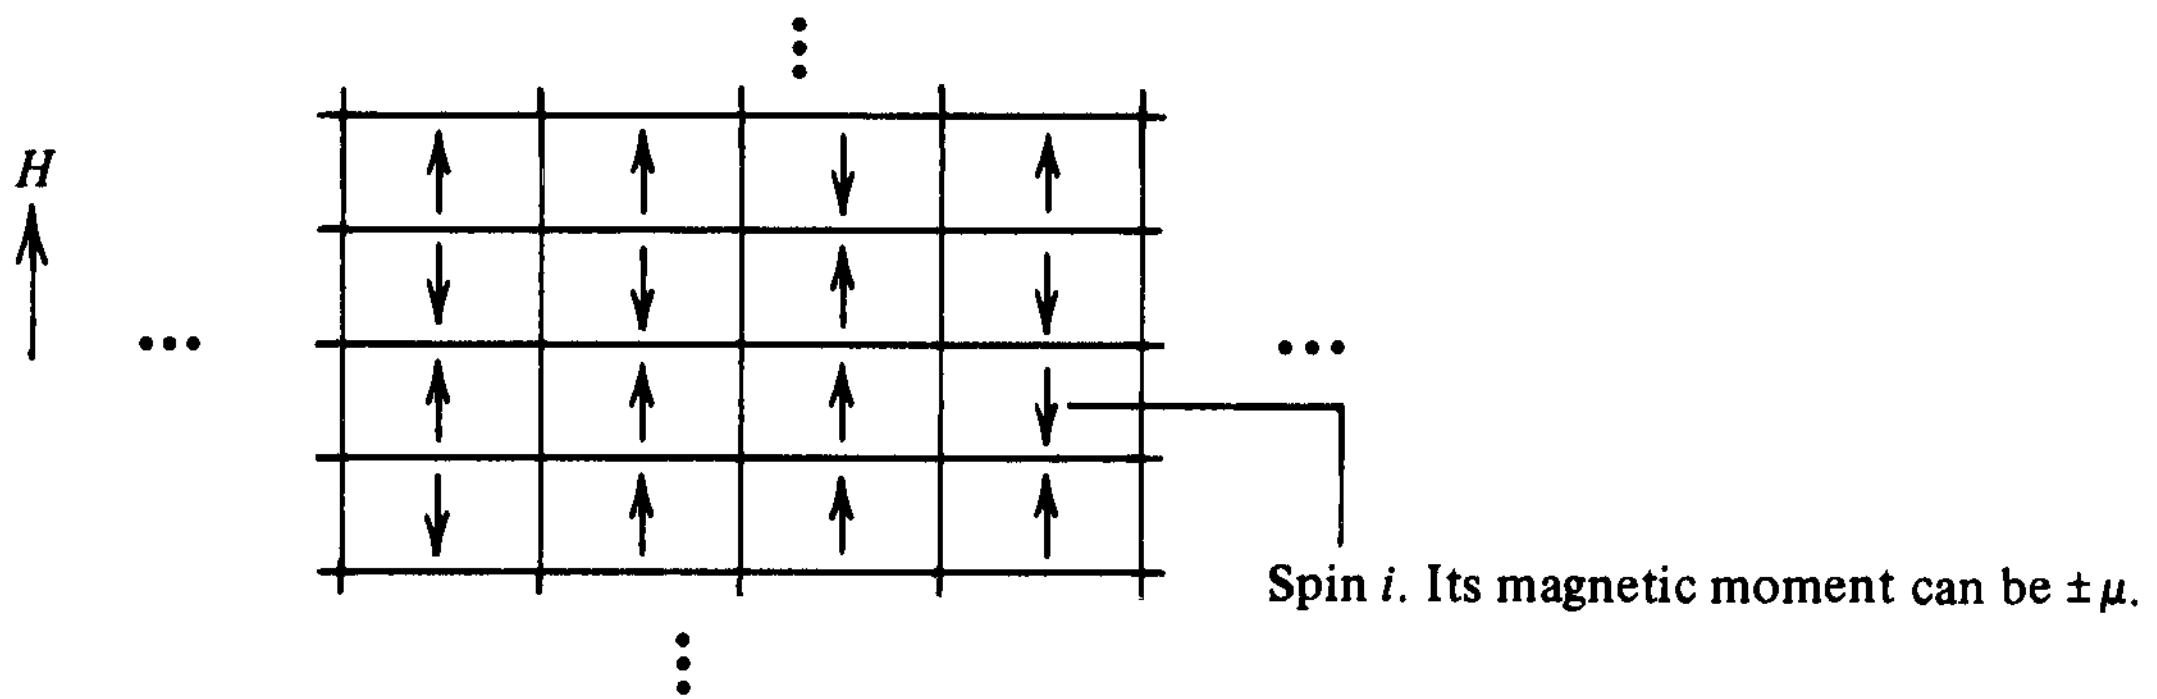 H
Spin i. Its magnetic moment can be ± μ.